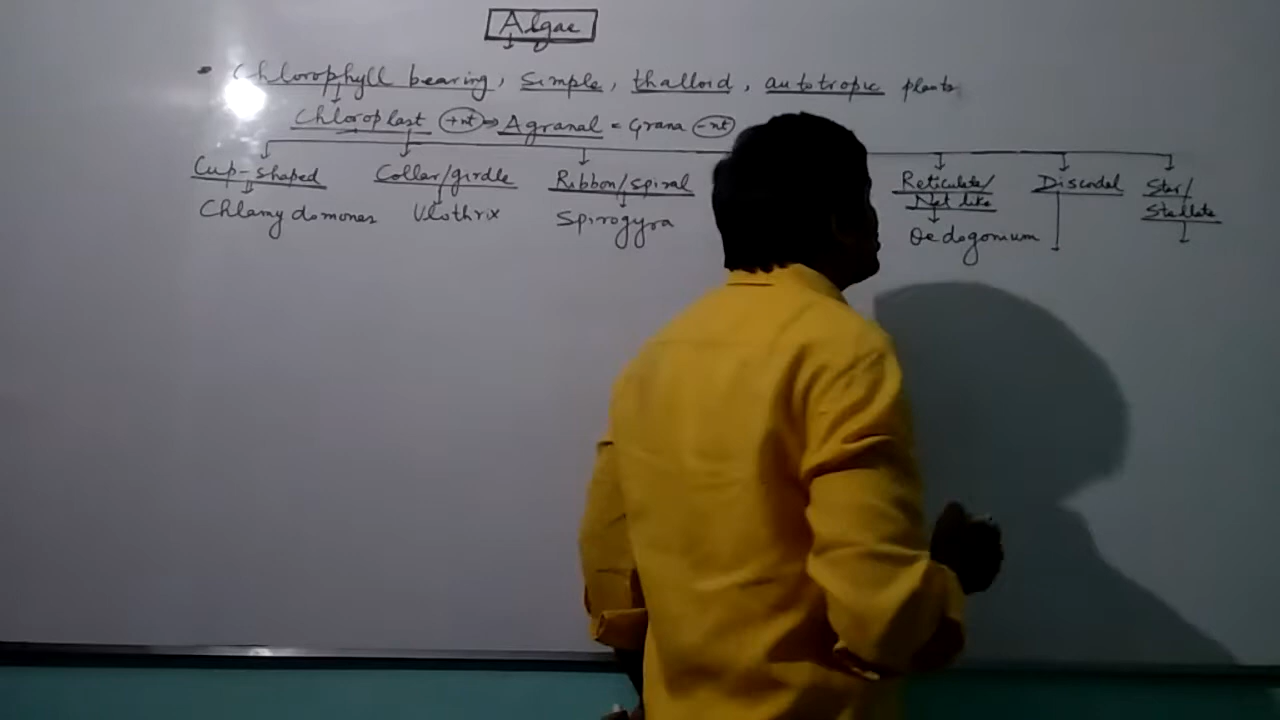 Algae
• Chlorophyll bearing, simple, thalloid, autotropic plants
Chloroplast +nt ⇒ Agranal = Grana -nt
Cup-shaped
Chlamydomonas
Collar/girdle
Ulothrix
Ribbon/spiral
Spirogyra
Reticulate/
Net like
Oedogonium
Discodal
Star/
Stellate